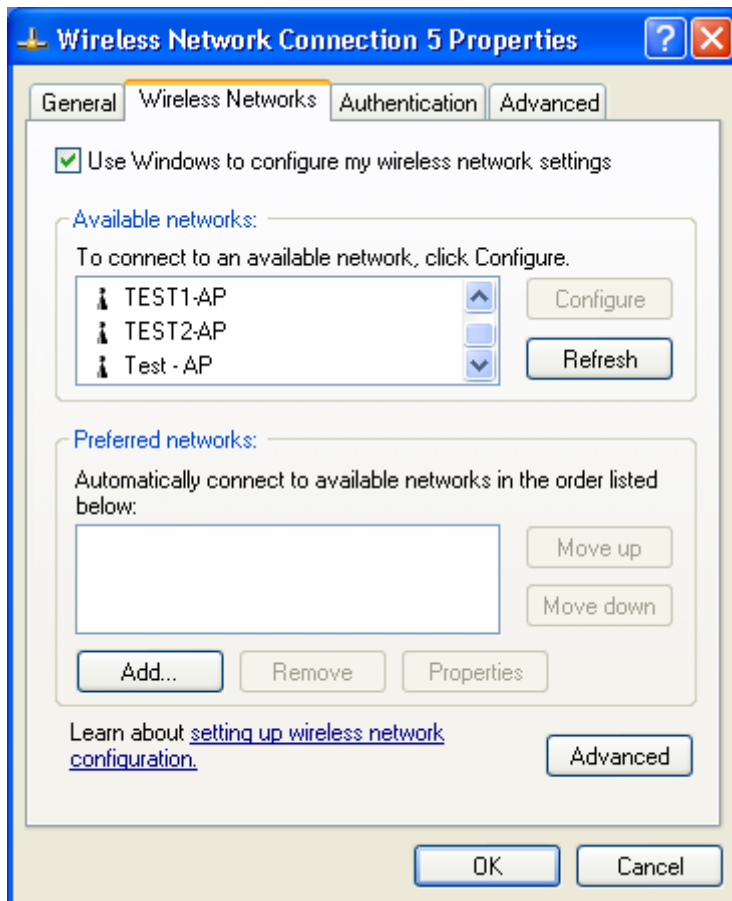 Wireless Network Connection 5 Properties
General Wireless Networks Authentication Advanced
Use Windows to configure my wireless network settings
Available networks:
To connect to an available network, click Configure.
TEST1-AP
TEST2-AP
Test - AP
Configure
Refresh
Preferred networks:
Automatically connect to available networks in the order listed
below:
Move up
Move down
Add... Remove Properties
Learn about setting up wireless network
configuration.
Advanced
OK Cancel